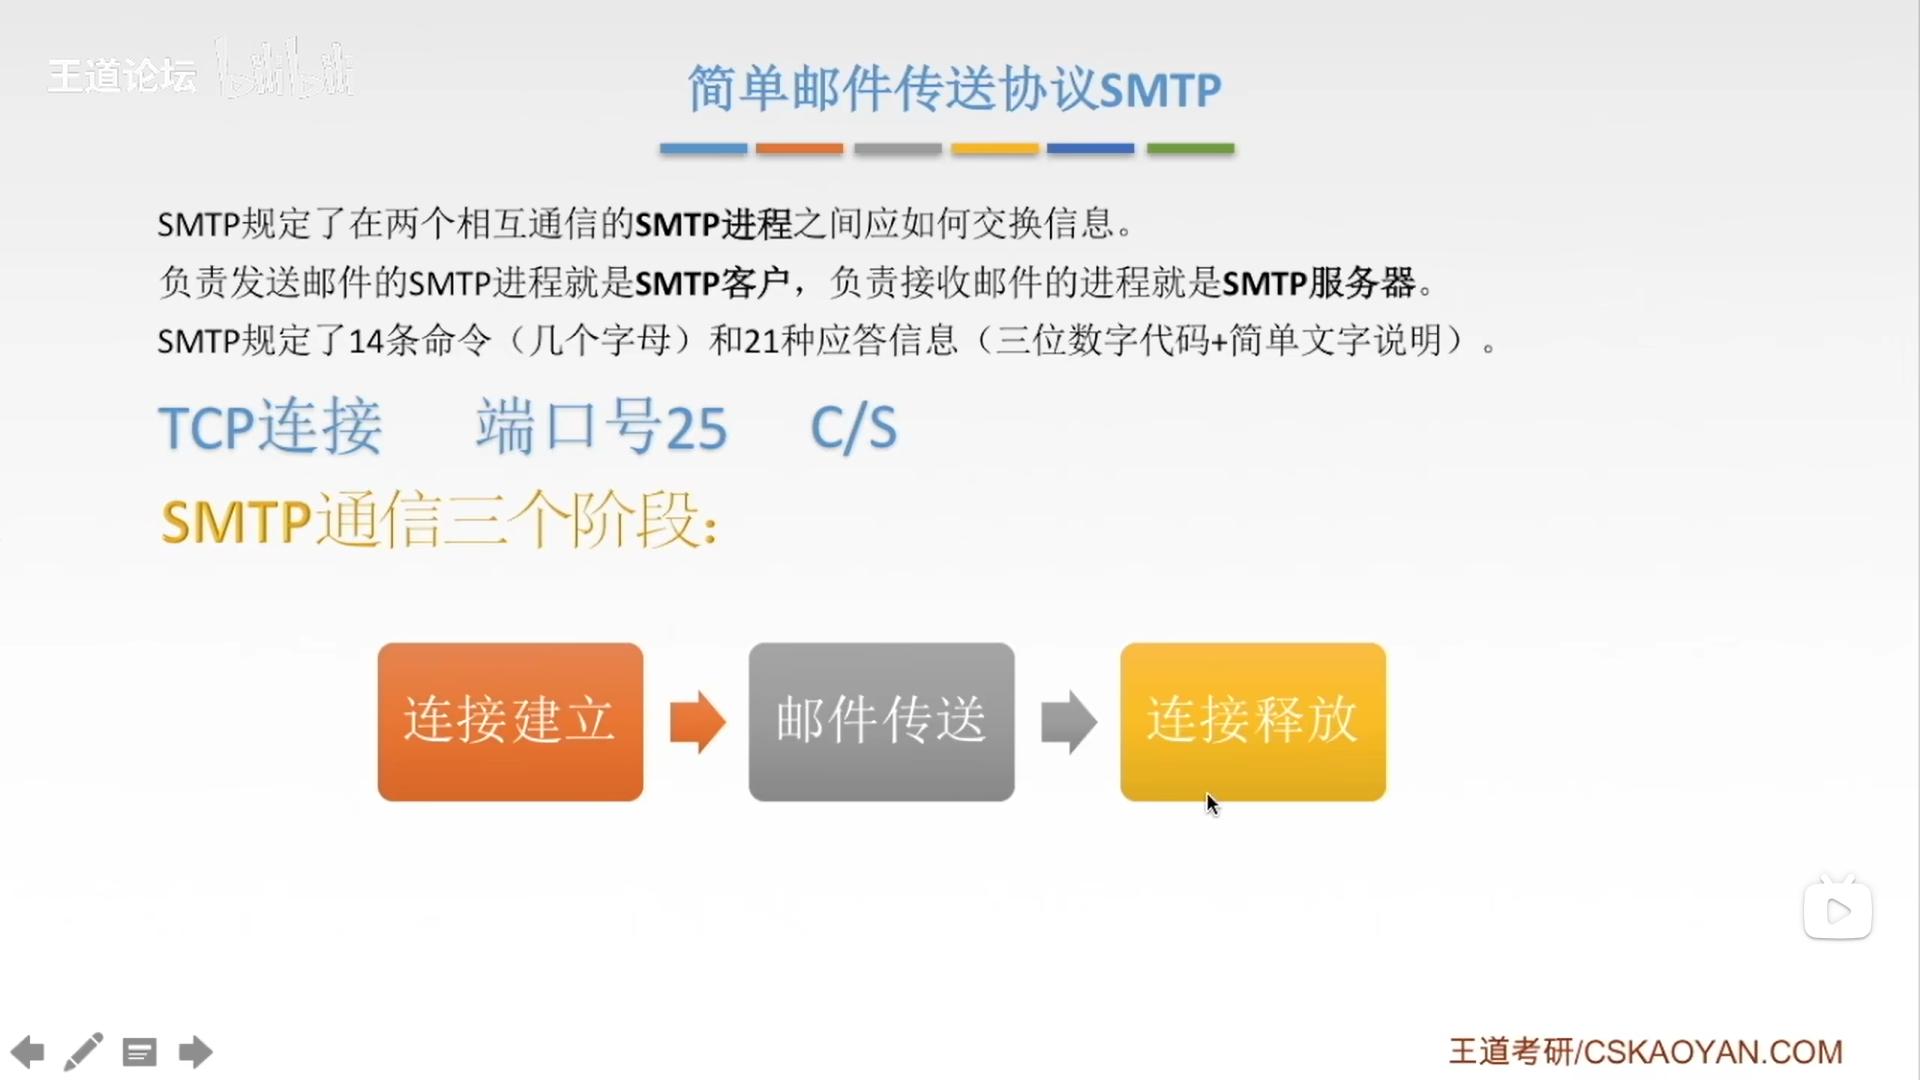 王道论坛 bilibili
简单邮件传送协议SMTP
SMTP规定了在两个相互通信的SMTP进程之间应如何交换信息。
负责发送邮件的SMTP进程就是SMTP客户，负责接收邮件的进程就是SMTP服务器。
SMTP规定了14条命令（几个字母）和21种应答信息（三位数字代码+简单文字说明）。
TCP连接 端口号25 C/S
SMTP通信三个阶段:
连接建立 邮件传送 连接释放
王道考研/CSKAOYAN.COM